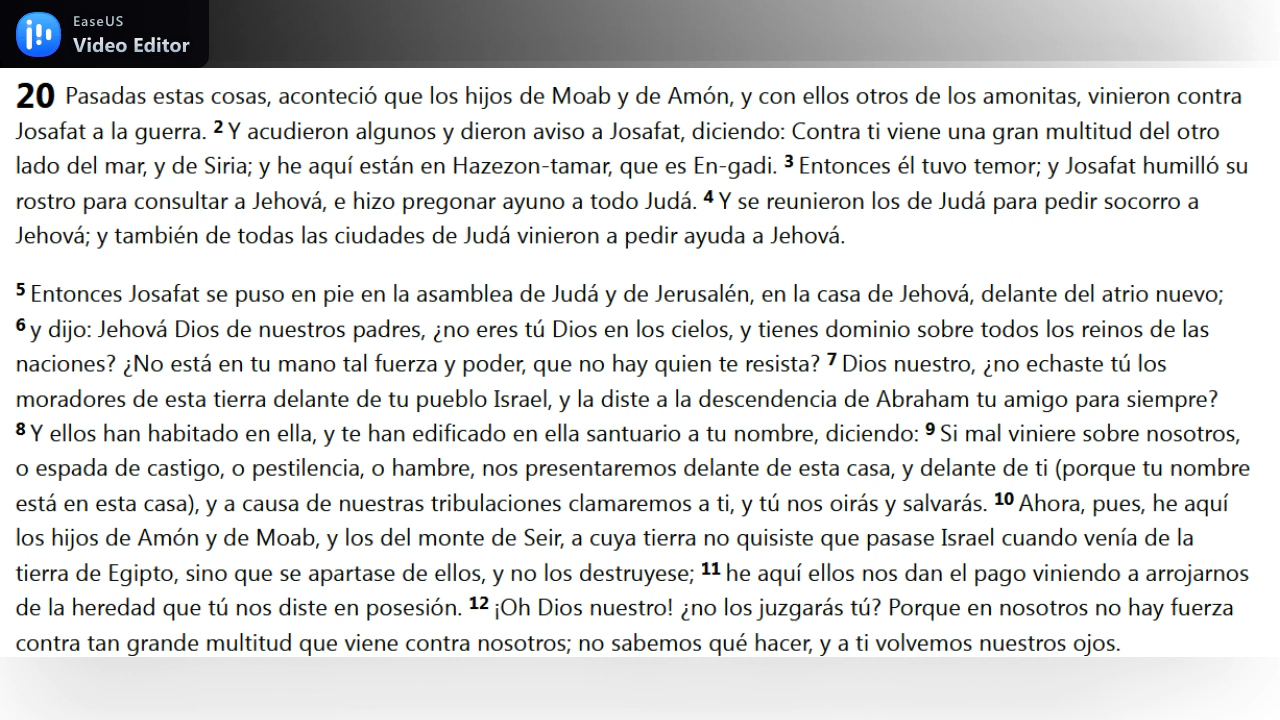 EaseUS
Video Editor
20 Pasadas estas cosas, aconteció que los hijos de Moab y de Amón, y con ellos otros de los amonitas, vinieron contra
Josafat a la guerra. 2 Y acudieron algunos y dieron aviso a Josafat, diciendo: Contra ti viene una gran multitud del otro
lado del mar, y de Siria; y he aquí están en Hazezon-tamar, que es En-gadi. 3 Entonces él tuvo temor; y Josafat humilló su
rostro para consultar a Jehová, e hizo pregonar ayuno a todo Judá. 4 Y se reunieron los de Judá para pedir socorro a
Jehová; y también de todas las ciudades de Judá vinieron a pedir ayuda a Jehová.
5 Entonces Josafat se puso en pie en la asamblea de Judá y de Jerusalén, en la casa de Jehová, delante del atrio nuevo;
6 y dijo: Jehová Dios de nuestros padres, ¿no eres tú Dios en los cielos, y tienes dominio sobre todos los reinos de las
naciones? ¿No está en tu mano tal fuerza y poder, que no hay quien te resista? 7 Dios nuestro, ¿no echaste tú los
moradores de esta tierra delante de tu pueblo Israel, y la diste a la descendencia de Abraham tu amigo para siempre?
8 Y ellos han habitado en ella, y te han edificado en ella santuario a tu nombre, diciendo: 9 Si mal viniere sobre nosotros,
o espada de castigo, o pestilencia, o hambre, nos presentaremos delante de esta casa, y delante de ti (porque tu nombre
está en esta casa), y a causa de nuestras tribulaciones clamaremos a ti, y tú nos oirás y salvarás. 10 Ahora, pues, he aquí
los hijos de Amón y de Moab, y los del monte de Seir, a cuya tierra no quisiste que pasase Israel cuando venía de la
tierra de Egipto, sino que se apartase de ellos, y no los destruyese; 11 he aquí ellos nos dan el pago viniendo a arrojarnos
de la heredad que tú nos diste en posesión. 12 ¡Oh Dios nuestro! ¿no los juzgarás tú? Porque en nosotros no hay fuerza
contra tan grande multitud que viene contra nosotros; no sabemos qué hacer, y a ti volvemos nuestros ojos.